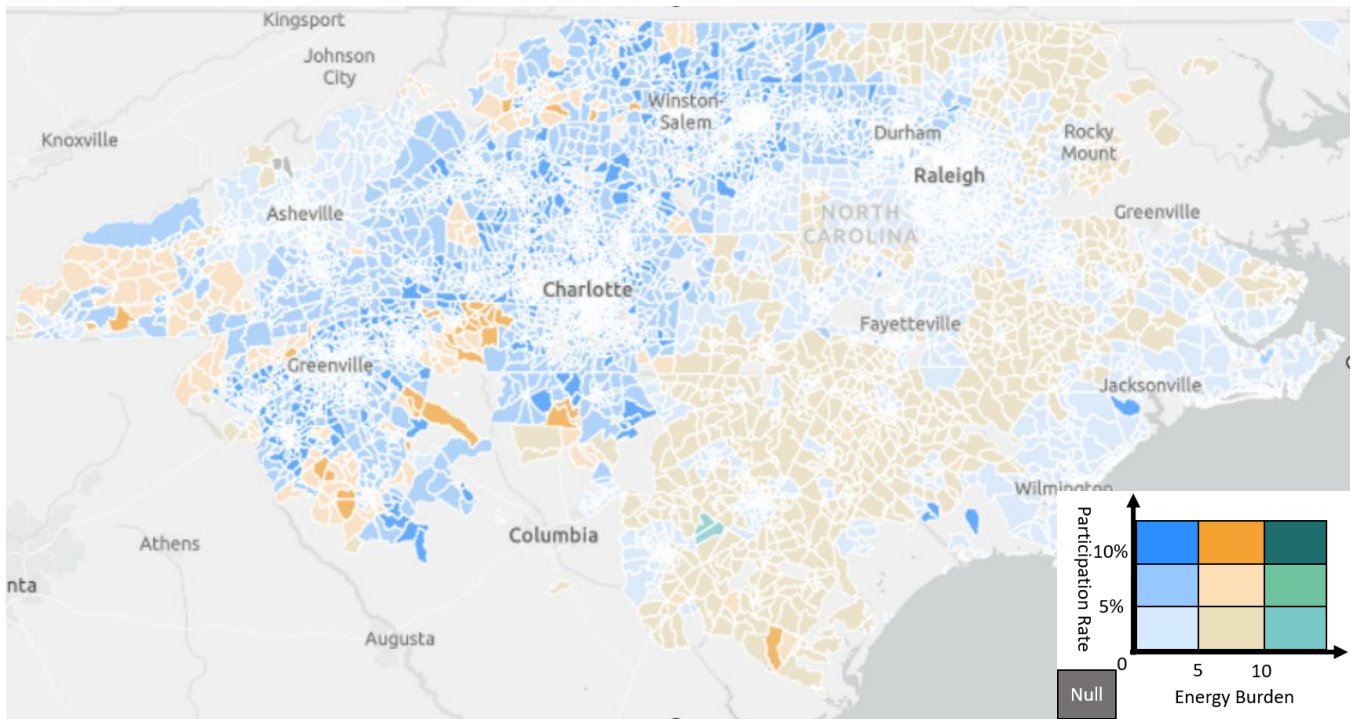 Kingsport
Johnson
City
Knoxville
Winston-
Salem
Durham
Rocky
Mount
Raleigh
Asheville
NORTH
CAROLINA
Greenville
Charlotte
Fayetteville
Greenville
Jacksonville
Wilmington
Columbia
Athens
nta
Augusta
Participation Rate
10%
5%
0
5
10
Energy Burden
Null